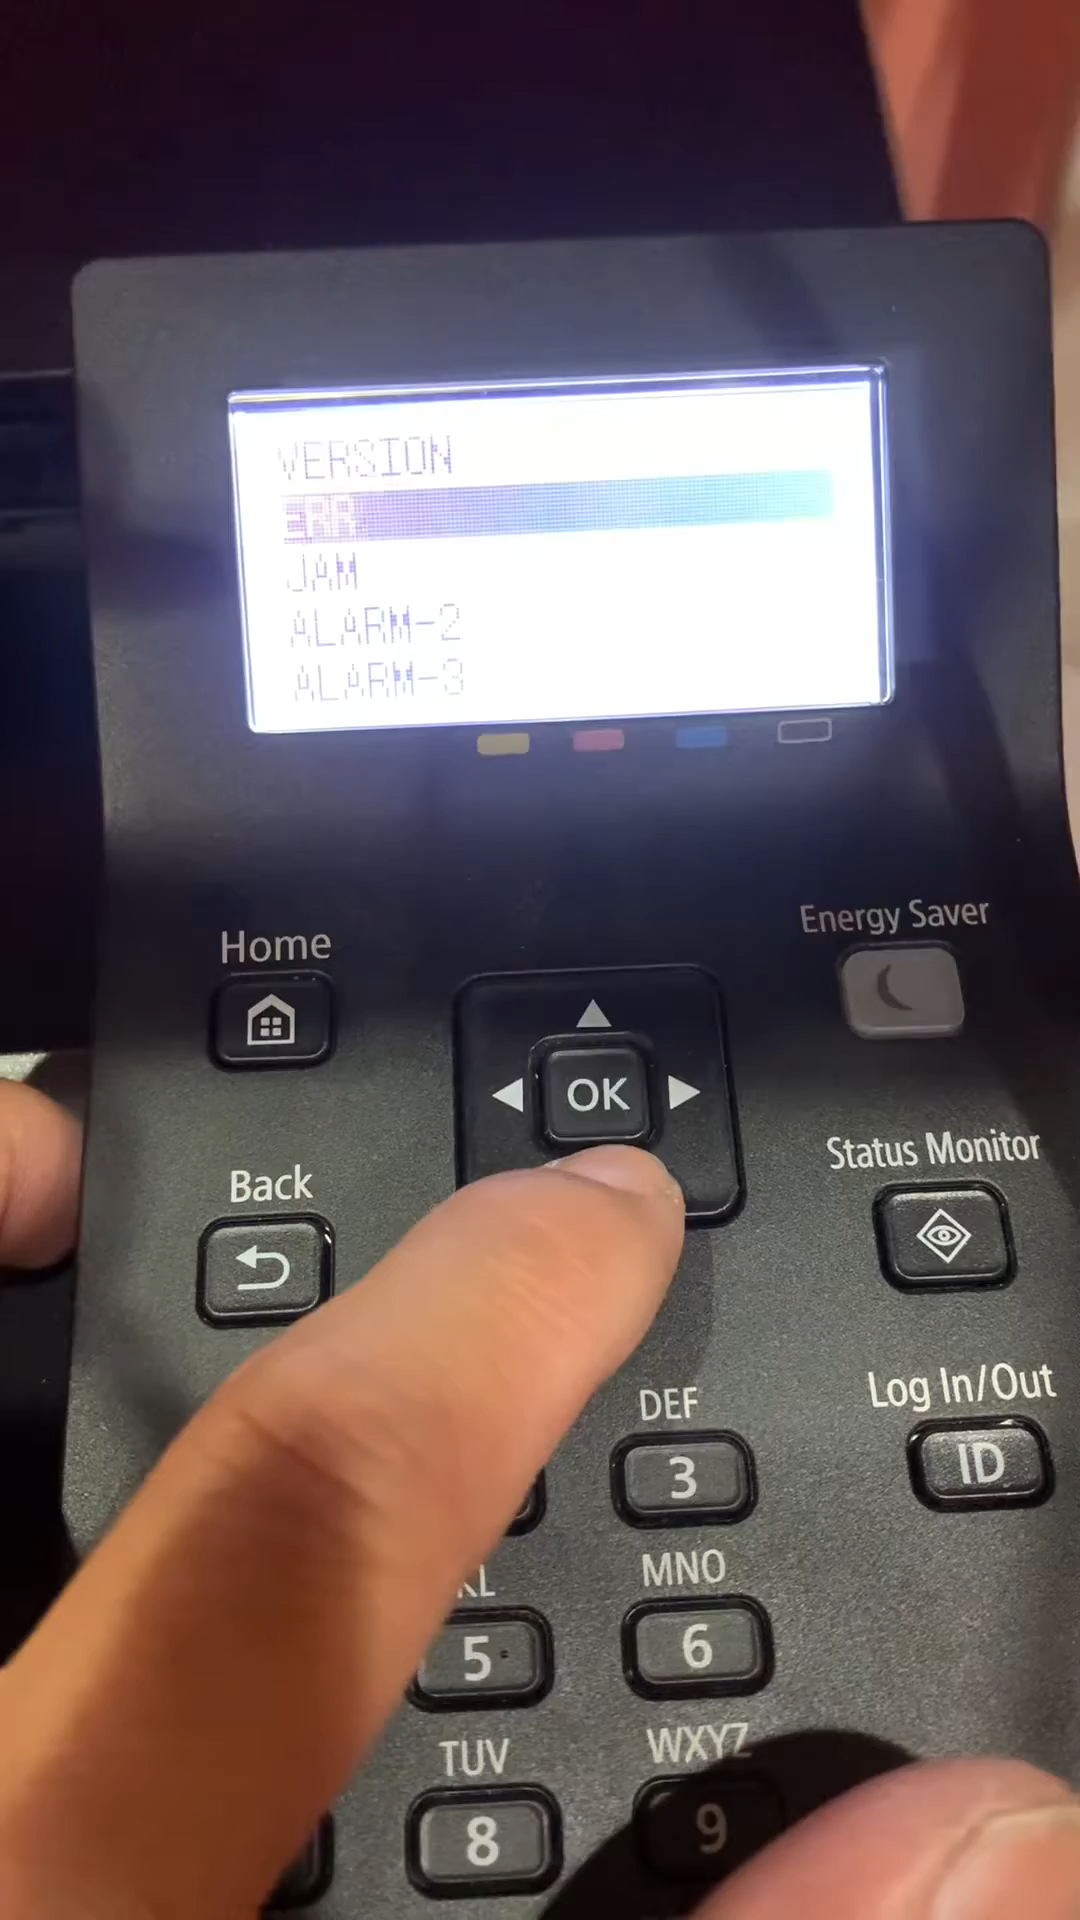 VERSION
ERR
JAM
ALARM-2
ALARM-3
Home
Energy Saver
OK
Back
Status Monitor
DEF
3
Log In/Out
ID
MNO
5
6
TUV
WXYZ
8
9